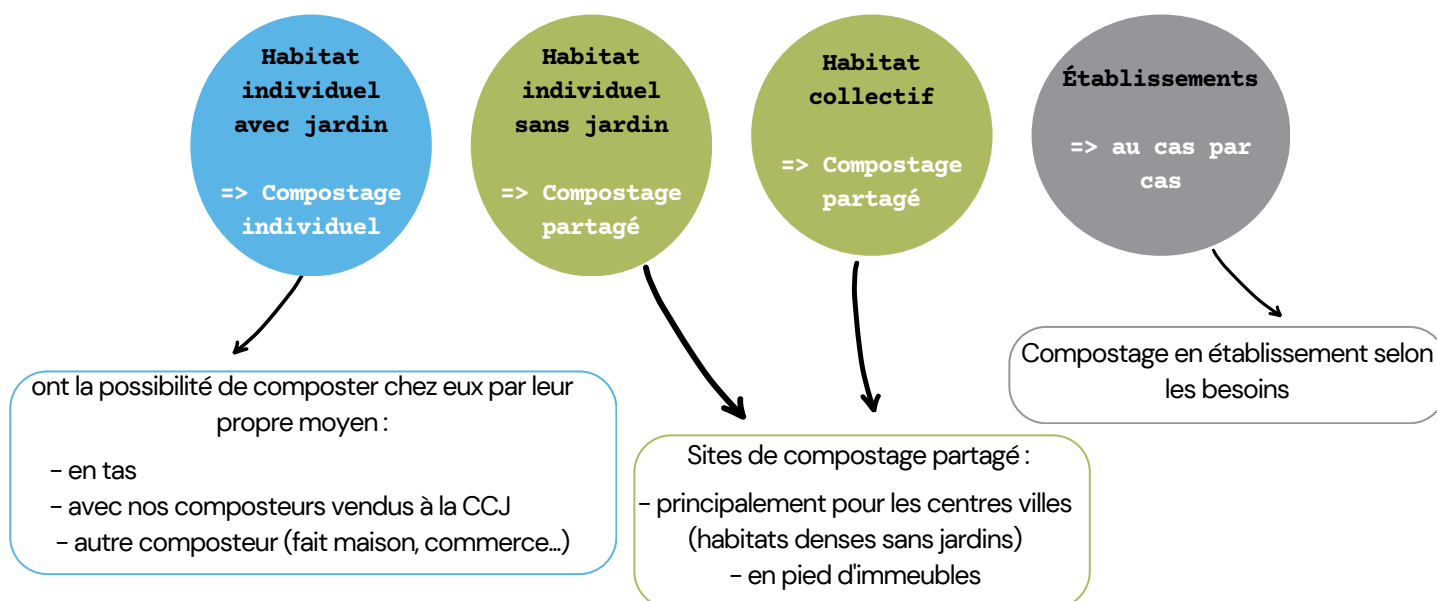 Habitat
individuel
avec jardin
=> Compostage
individuel
Habitat
individuel
sans jardin
=> Compostage
partagé
Habitat
collectif
=> Compostage
partagé
Établissements
=> au cas par
cas
ont la possibilité de composter chez eux par leur
propre moyen :
- en tas
- avec nos composteurs vendus à la CCJ
- autre composteur (fait maison, commerce...)
Sites de compostage partagé :
- principalement pour les centres villes
(habitats denses sans jardins)
- en pied d'immeubles
Compostage en établissement selon
les besoins